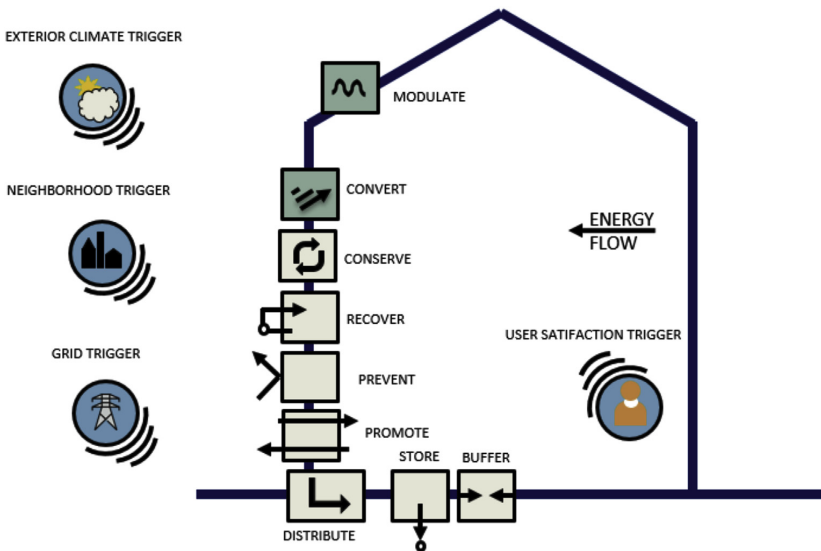 EXTERIOR CLIMATE TRIGGER
MODULATE
NEIGHBORHOOD TRIGGER
CONVERT
ENERGY
FLOW
CONSERVE
RECOVER
USER SATIFACTION TRIGGER
GRID TRIGGER
PREVENT
PROMOTE
STORE
BUFFER
DISTRIBUTE